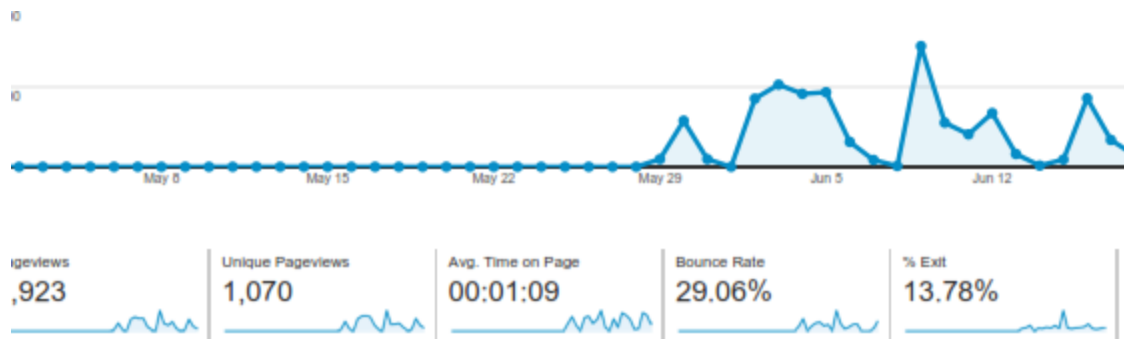 May 8
May 15
May 22
May 29
Jun 5
Jun 12
Unique Pageviews
Avg. Time on Page
Bounce Rate
% Exit
,923
1,070
00:01:09
29.06%
13.78%